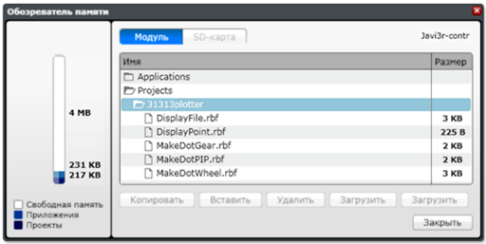 Обозреватель памяти
Модуль
SD-карта
Javi3r-contr
Имя
Размер
Applications
Projects
31313plotter
DisplayFile.rbf 3 KB
DisplayPoint.rbf 225 B
MakeDotGear.rbf 2 KB
MakeDotPIP.rbf 2 KB
MakeDotWheel.rbf 3 KB
4 MB
231 KB
217 KB
Свободная память
Приложения
Проекты
Копировать
Вставить
Удалить
Загрузить
Загрузить
Закрыть